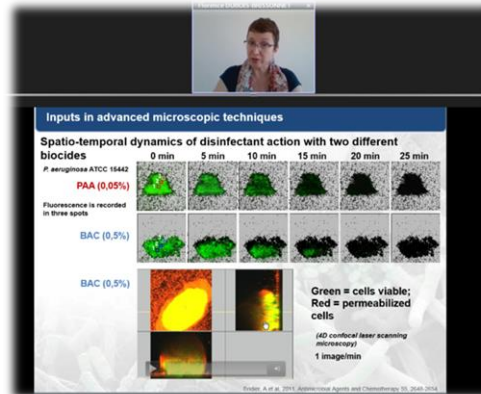 Inputs in advanced microscopic techniques
Spatio-temporal dynamics of disinfectant action with two different
biocides
0 min 5 min 10 min 15 min 20 min 25 min
P. aeruginosa ATCC 15442
PAA (0,05%)
Fluorescence is recorded
in three spots
BAC (0,5%)
BAC (0,5%)
Green = cells viable;
Red = permeabilized
cells
(4D confocal laser scanning
microscopy)
1 image/min
A et al, 2011, Antimicrobial Agents and Chemotherapy 55,